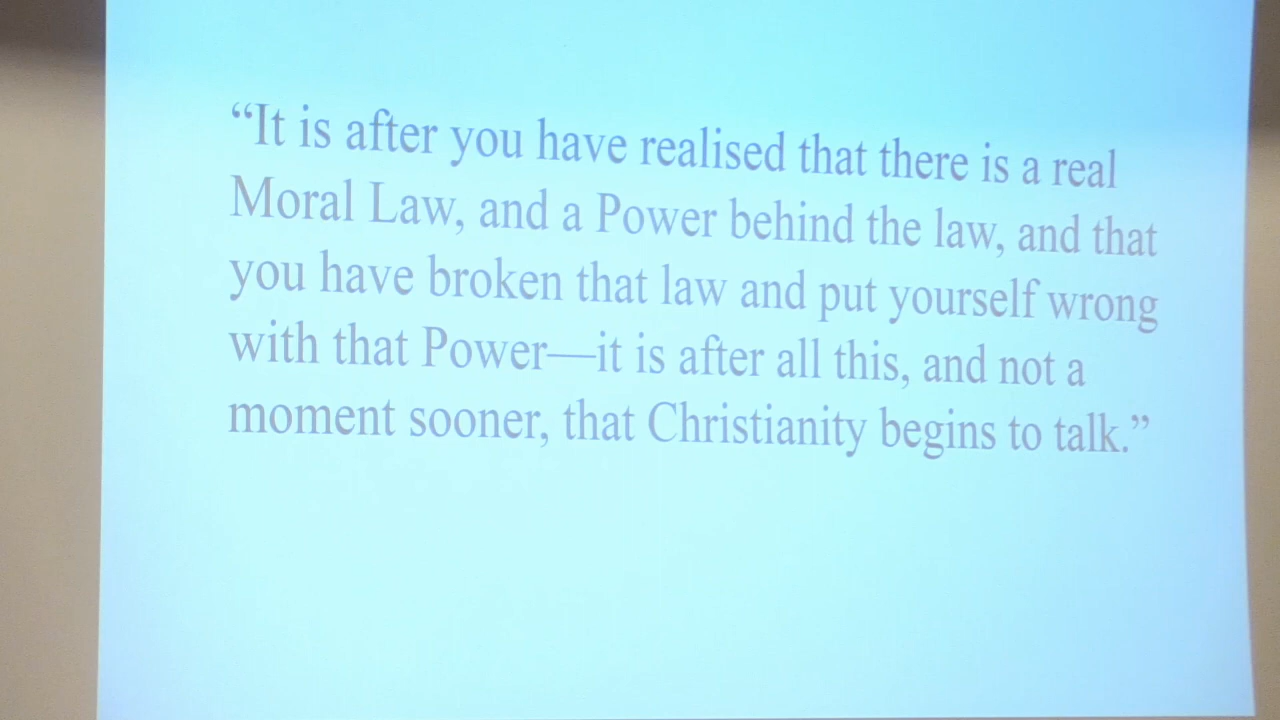 “It is after you have realised that there is a real
Moral Law, and a Power behind the law, and that
you have broken that law and put yourself wrong
with that Power—it is after all this, and not a
moment sooner, that Christianity begins to talk.”